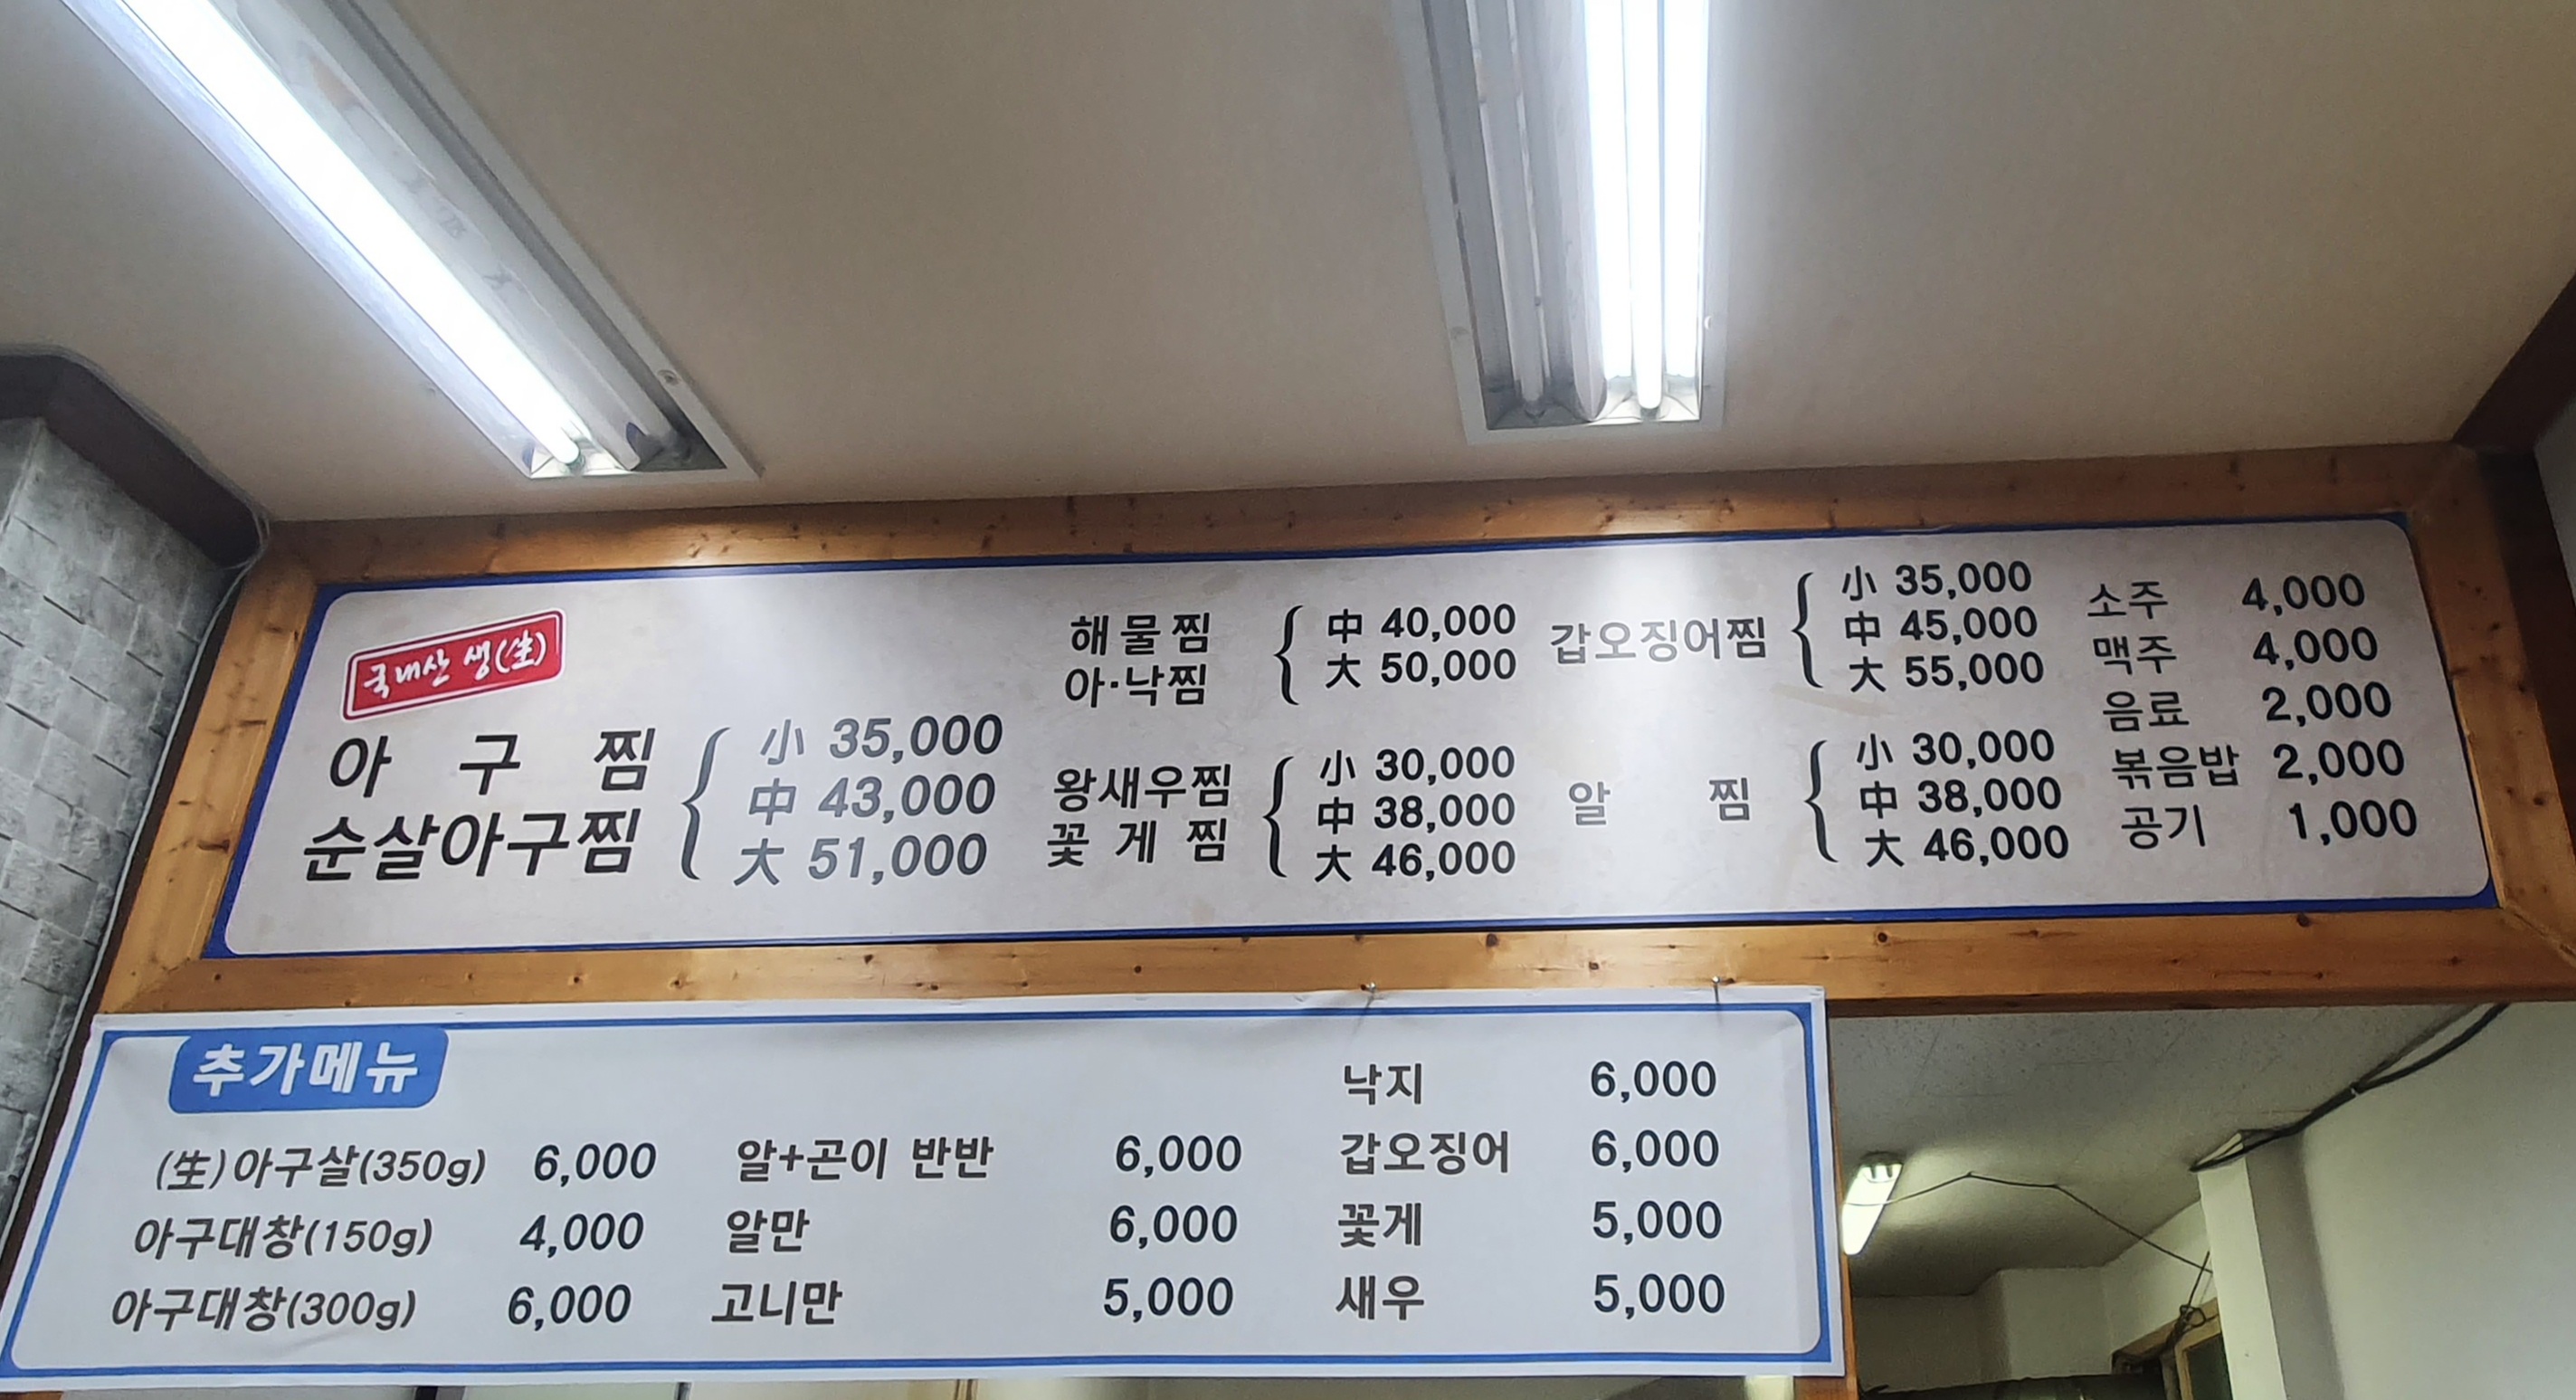 국내산 생(生)
아 구 찜
순살아구찜
小 35,000
中 43,000
大 51,000
해물찜
아·낙찜
中 40,000
大 50,000
왕새우찜
꽃 게 찜
小 30,000
中 38,000
大 46,000
갑오징어찜
小 35,000
中 45,000
大 55,000
알 찜
小 30,000
中 38,000
大 46,000
소주 4,000
맥주 4,000
음료 2,000
볶음밥 2,000
공기 1,000
추가메뉴
(生)아구살(350g) 6,000
아구대창(150g) 4,000
아구대창(300g) 6,000
알+곤이 반반 6,000
알만 6,000
고니만 5,000
낙지 6,000
갑오징어 6,000
꽃게 5,000
새우 5,000